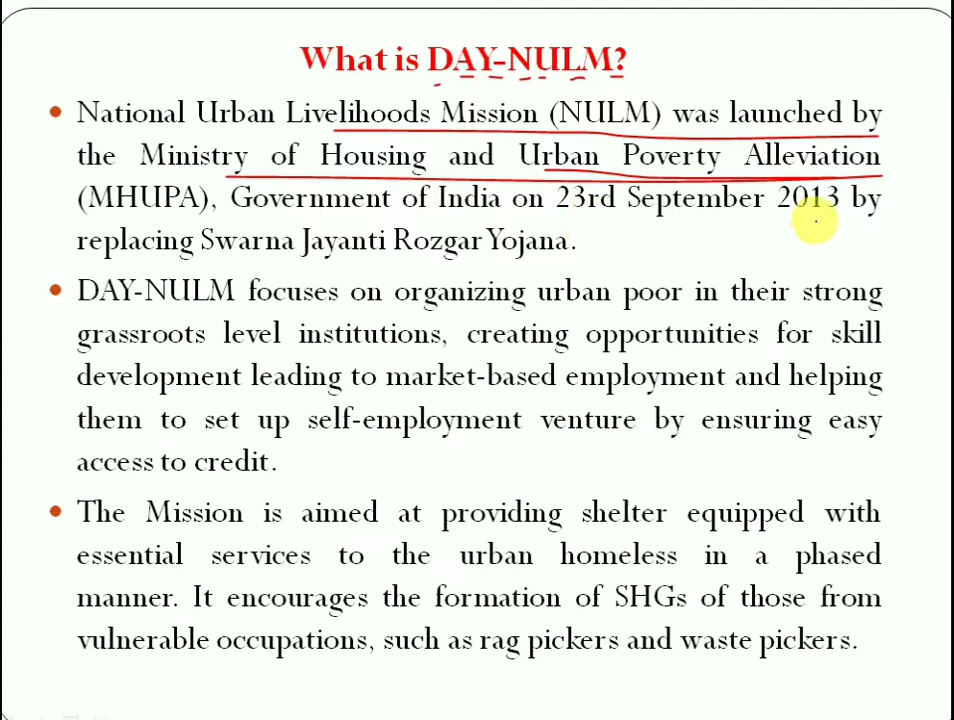 What is DAY-NULM?
• National Urban Livelihoods Mission (NULM) was launched by
the Ministry of Housing and Urban Poverty Alleviation
(MHUPA), Government of India on 23rd September 2013 by
replacing Swarna Jayanti Rozgar Yojana.
• DAY-NULM focuses on organizing urban poor in their strong
grassroots level institutions, creating opportunities for skill
development leading to market-based employment and helping
them to set up self-employment venture by ensuring easy
access to credit.
• The Mission is aimed at providing shelter equipped with
essential services to the urban homeless in a phased
manner. It encourages the formation of SHGs of those from
vulnerable occupations, such as rag pickers and waste pickers.